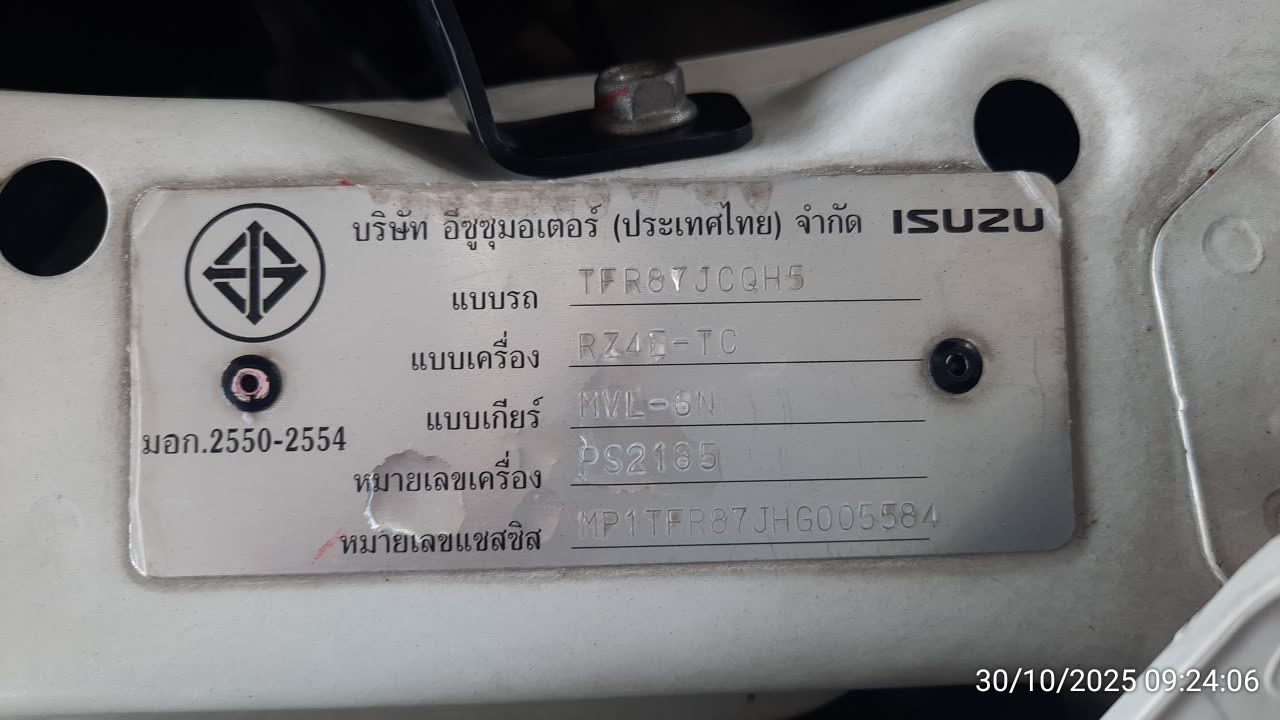 บริษัท อีซูซุมอเตอร์ (ประเทศไทย) จำกัด ISUZU
แบบรถ TFR87JCQH5
แบบเครื่อง RZ4E-TC
แบบเกียร์ MVL-6N
มอก.2550-2554
หมายเลขเครื่อง PS2185
หมายเลขแชสซิส MP1TFR87JHG005584
30/10/2025 09:24:06